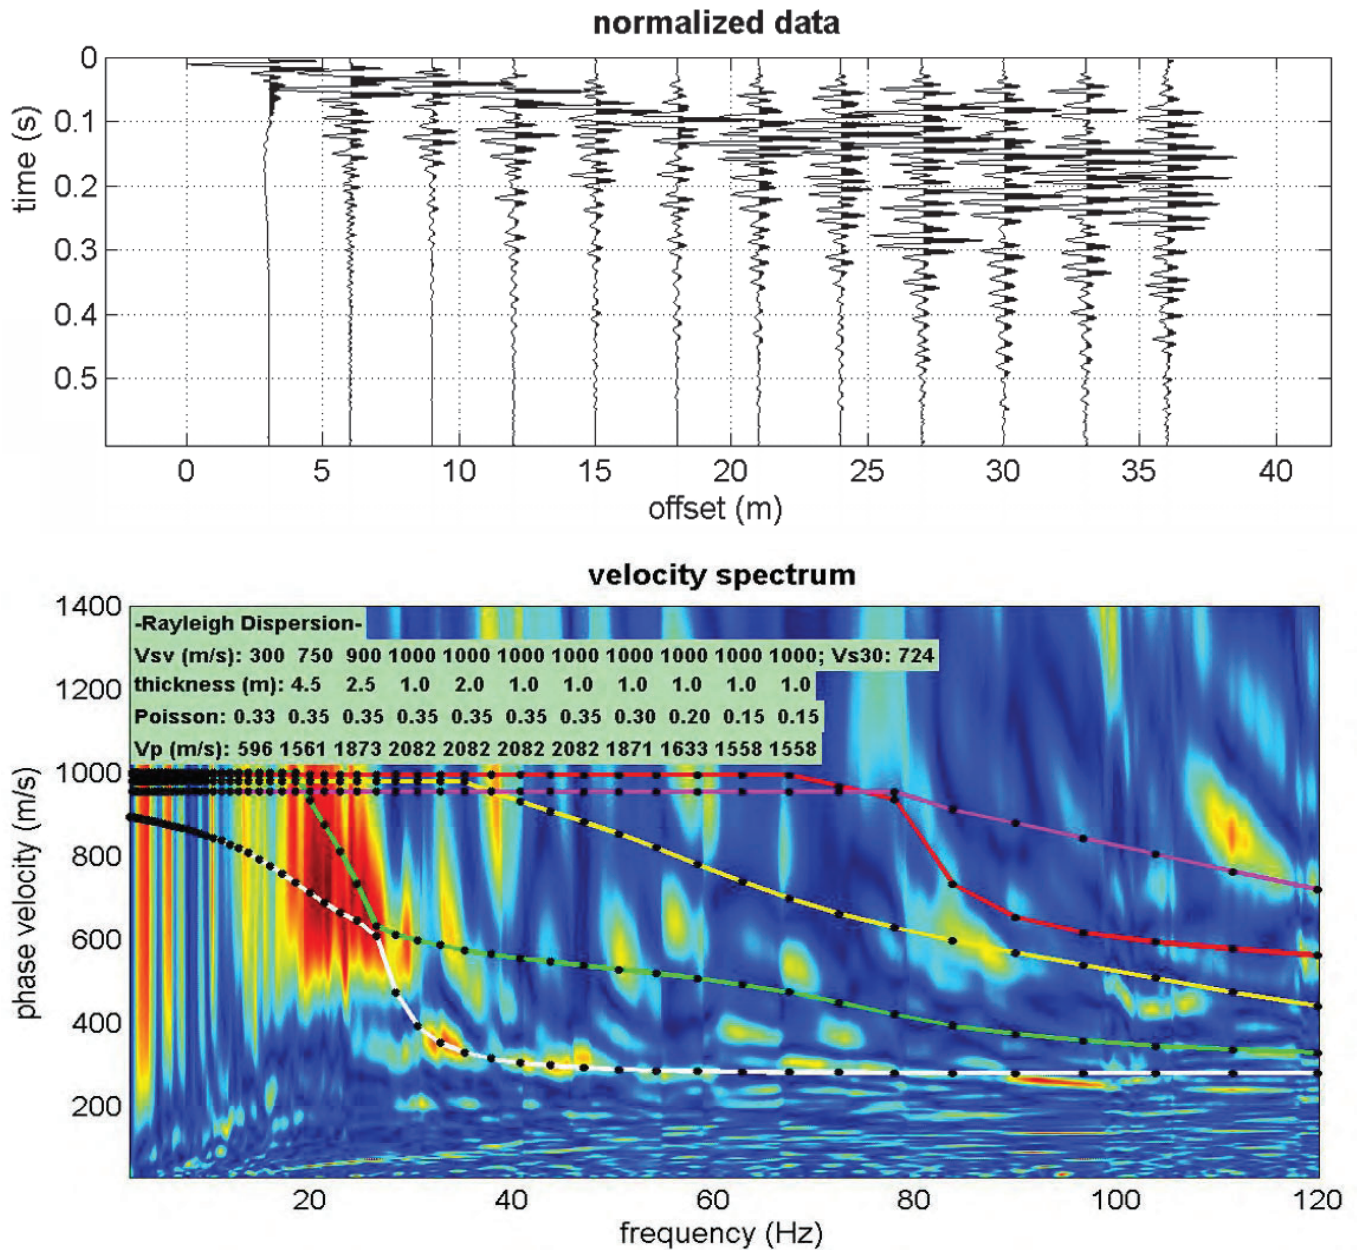 normalized data
0
0.1
0.2
0.3
0.4
0.5
time (s)
0 5 10 15 20 25 30 35 40
offset (m)
velocity spectrum
1400
1200
1000
800
600
400
200
phase velocity (m/s)
-Rayleigh Dispersion-
Vsv (m/s): 300 750 900 1000 1000 1000 1000 1000 1000 1000 1000; Vs30: 724
thickness (m): 4.5 2.5 1.0 2.0 1.0 1.0 1.0 1.0 1.0 1.0
Poisson: 0.33 0.35 0.35 0.35 0.35 0.35 0.35 0.30 0.20 0.15 0.15
Vp (m/s): 596 1561 1873 2082 2082 2082 2082 1871 1633 1558 1558
20 40 60 80 100 120
frequency (Hz)